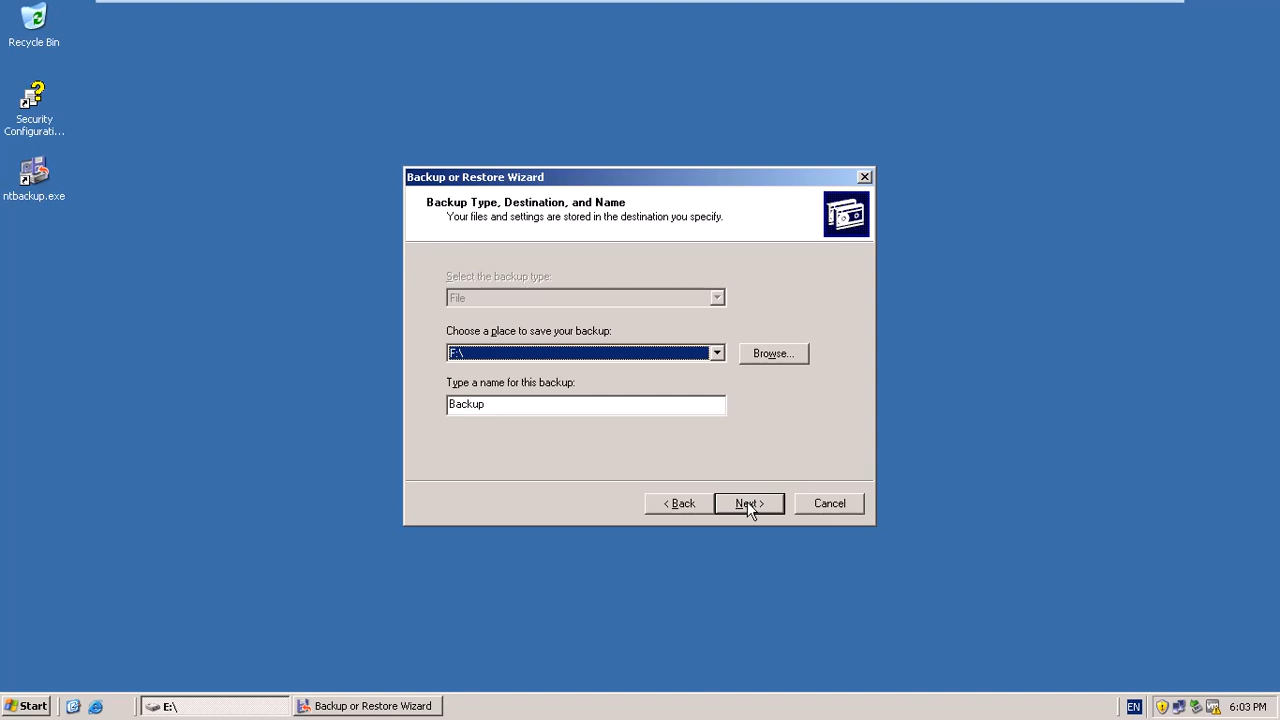 Recycle Bin
Security
Configurati...
ntbackup.exe
Backup or Restore Wizard
Backup Type, Destination, and Name
Your files and settings are stored in the destination you specify.
Select the backup type:
File
Choose a place to save your backup:
F:\
Browse...
Type a name for this backup:
Backup
< Back
Next >
Cancel
Start
E:\
Backup or Restore Wizard
EN
6:03 PM